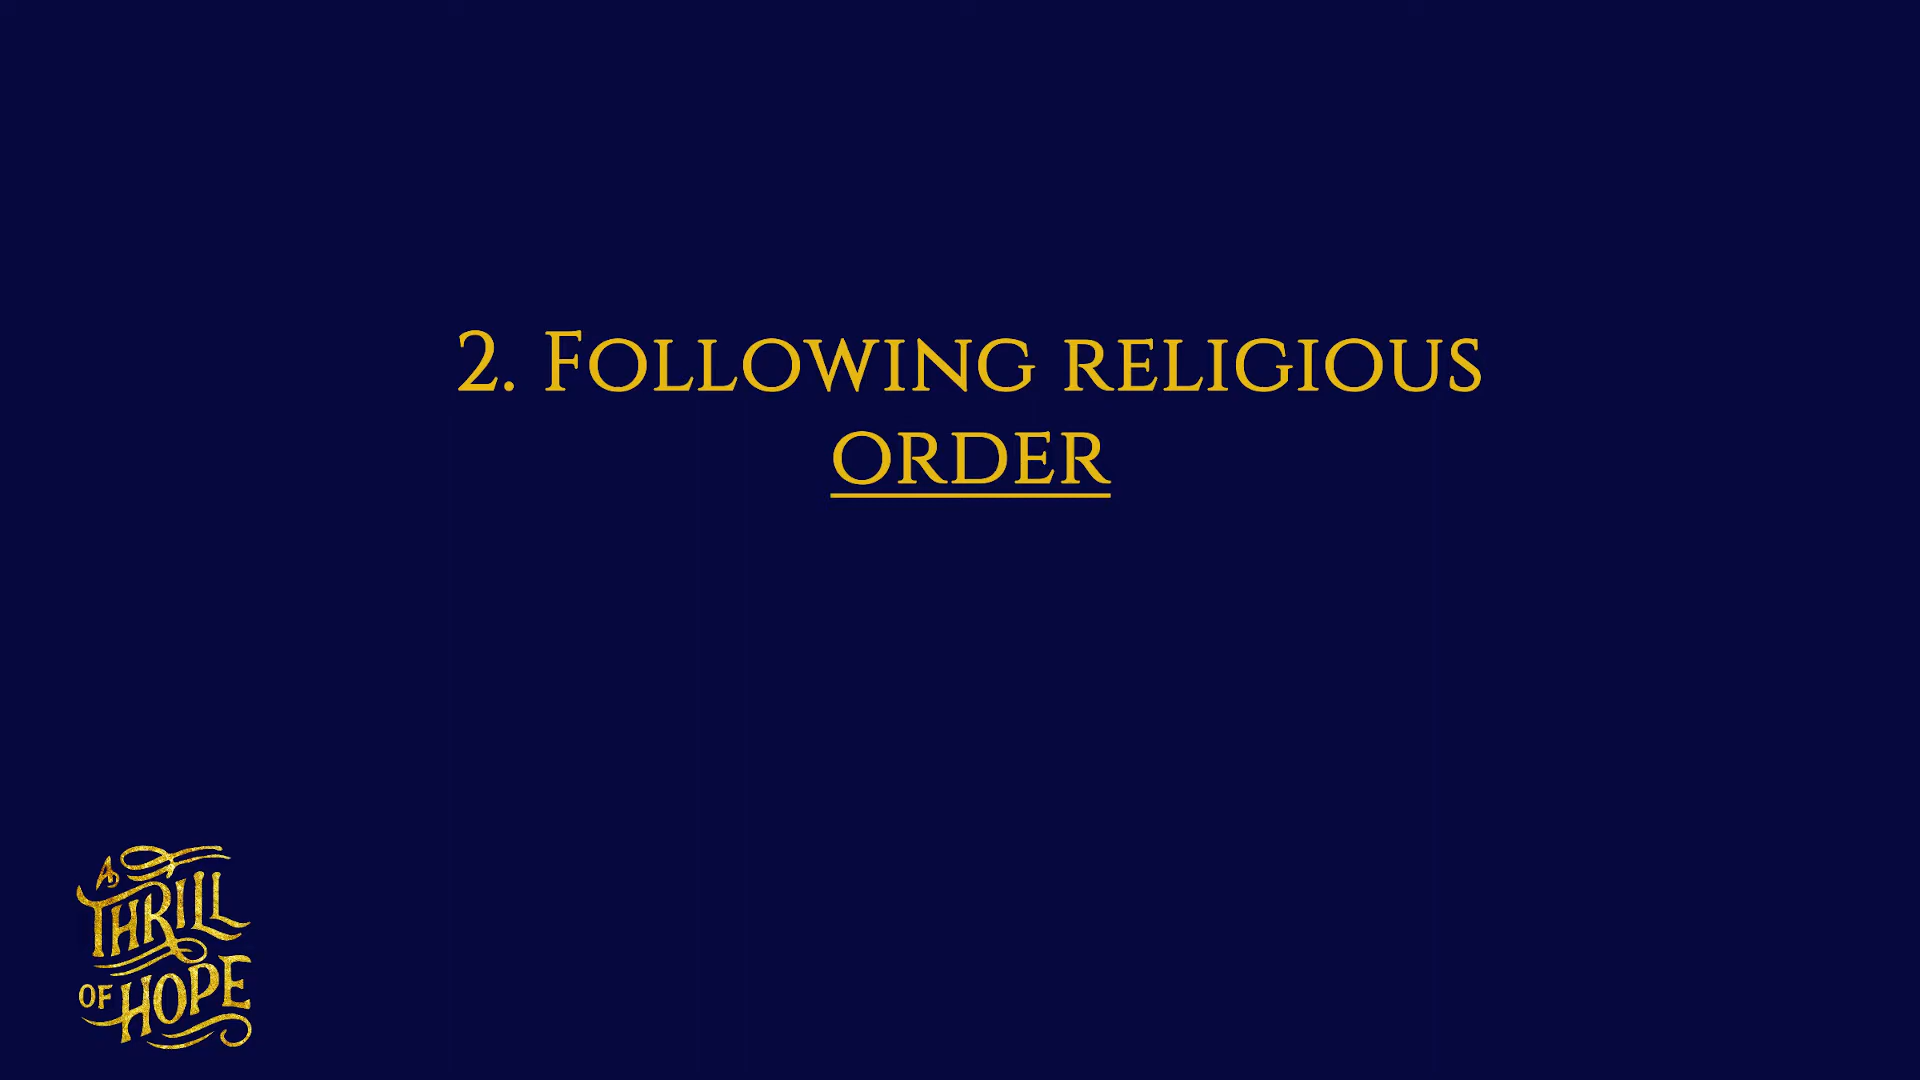 2. Following religious
order
A
THRILL
OF HOPE